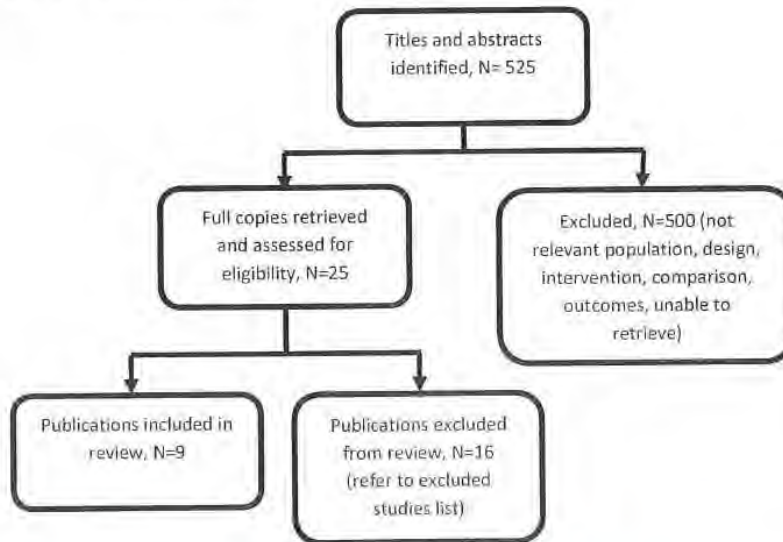 Titles and abstracts
identified, N= 525
Full copies retrieved
and assessed for
eligibility, N=25
Excluded, N=500 (not
relevant population, design,
intervention, comparison,
outcomes, unable to
retrieve)
Publications included in
review, N=9
Publications excluded
from review, N=16
(refer to excluded
studies list)